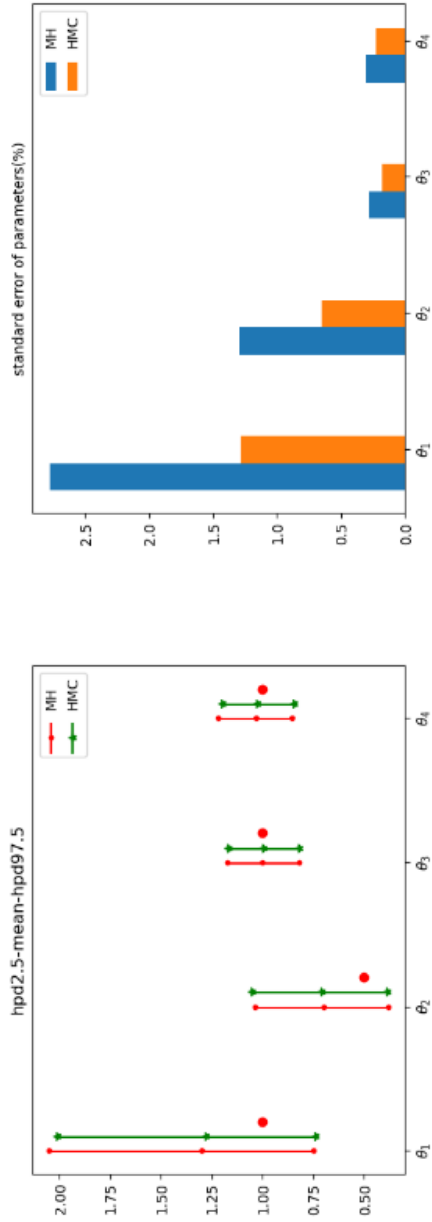 hpd2.5-mean-hpd97.5
MH
HMC
2.00
1.75
1.50
1.25
1.00
0.75
0.50
θ1
θ2
θ3
θ4
standard error of parameters(%)
MH
HMC
2.5
2.0
1.5
1.0
0.5
0.0
θ1
θ2
θ3
θ4